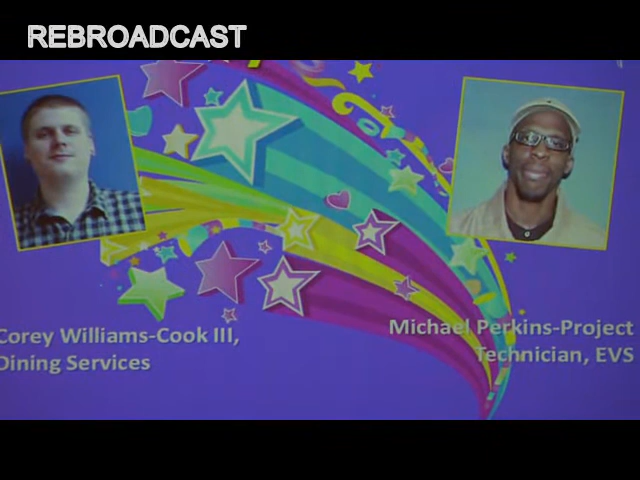 REBROADCAST
Corey Williams-Cook III,
Dining Services
Michael Perkins-Project
Technician, EVS